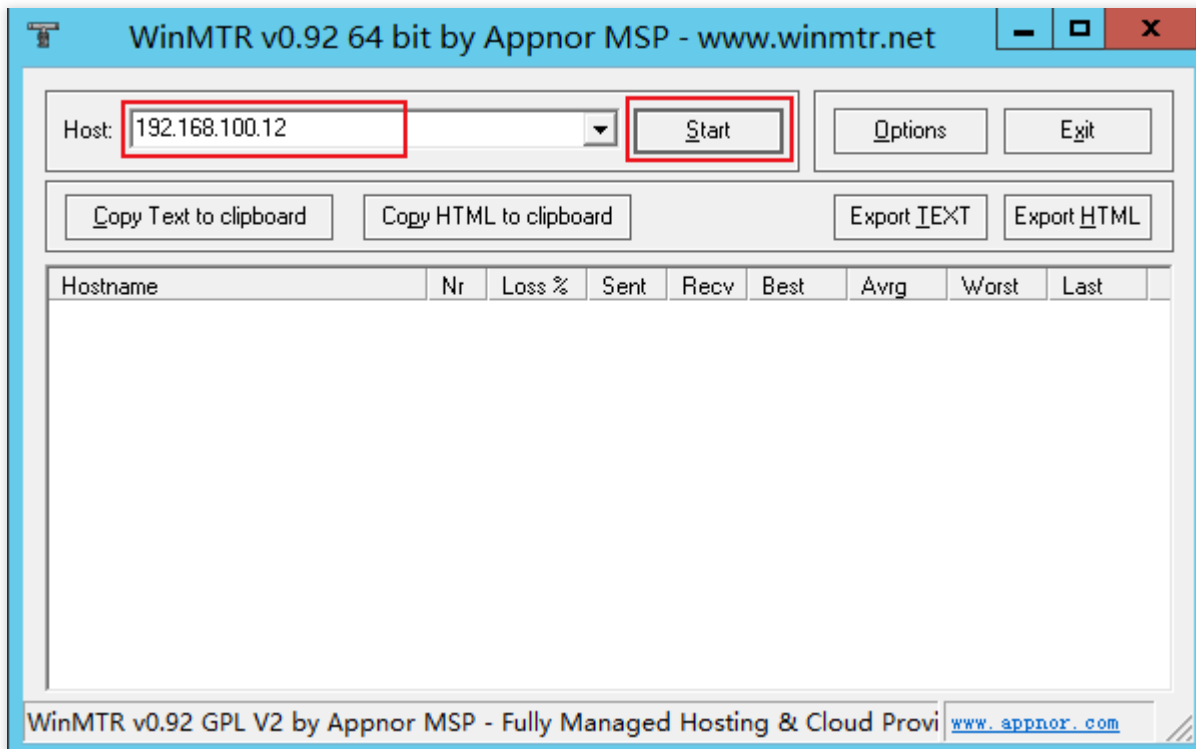 WinMTR v0.92 64 bit by Appnor MSP - www.winmtr.net
Host: 192.168.100.12 Start Options Exit
Copy Text to clipboard Copy HTML to clipboard Export TEXT Export HTML
Hostname Nr Loss % Sent Recv Best Avrg Worst Last
WinMTR v0.92 GPL V2 by Appnor MSP - Fully Managed Hosting & Cloud Provi www.appnor.com